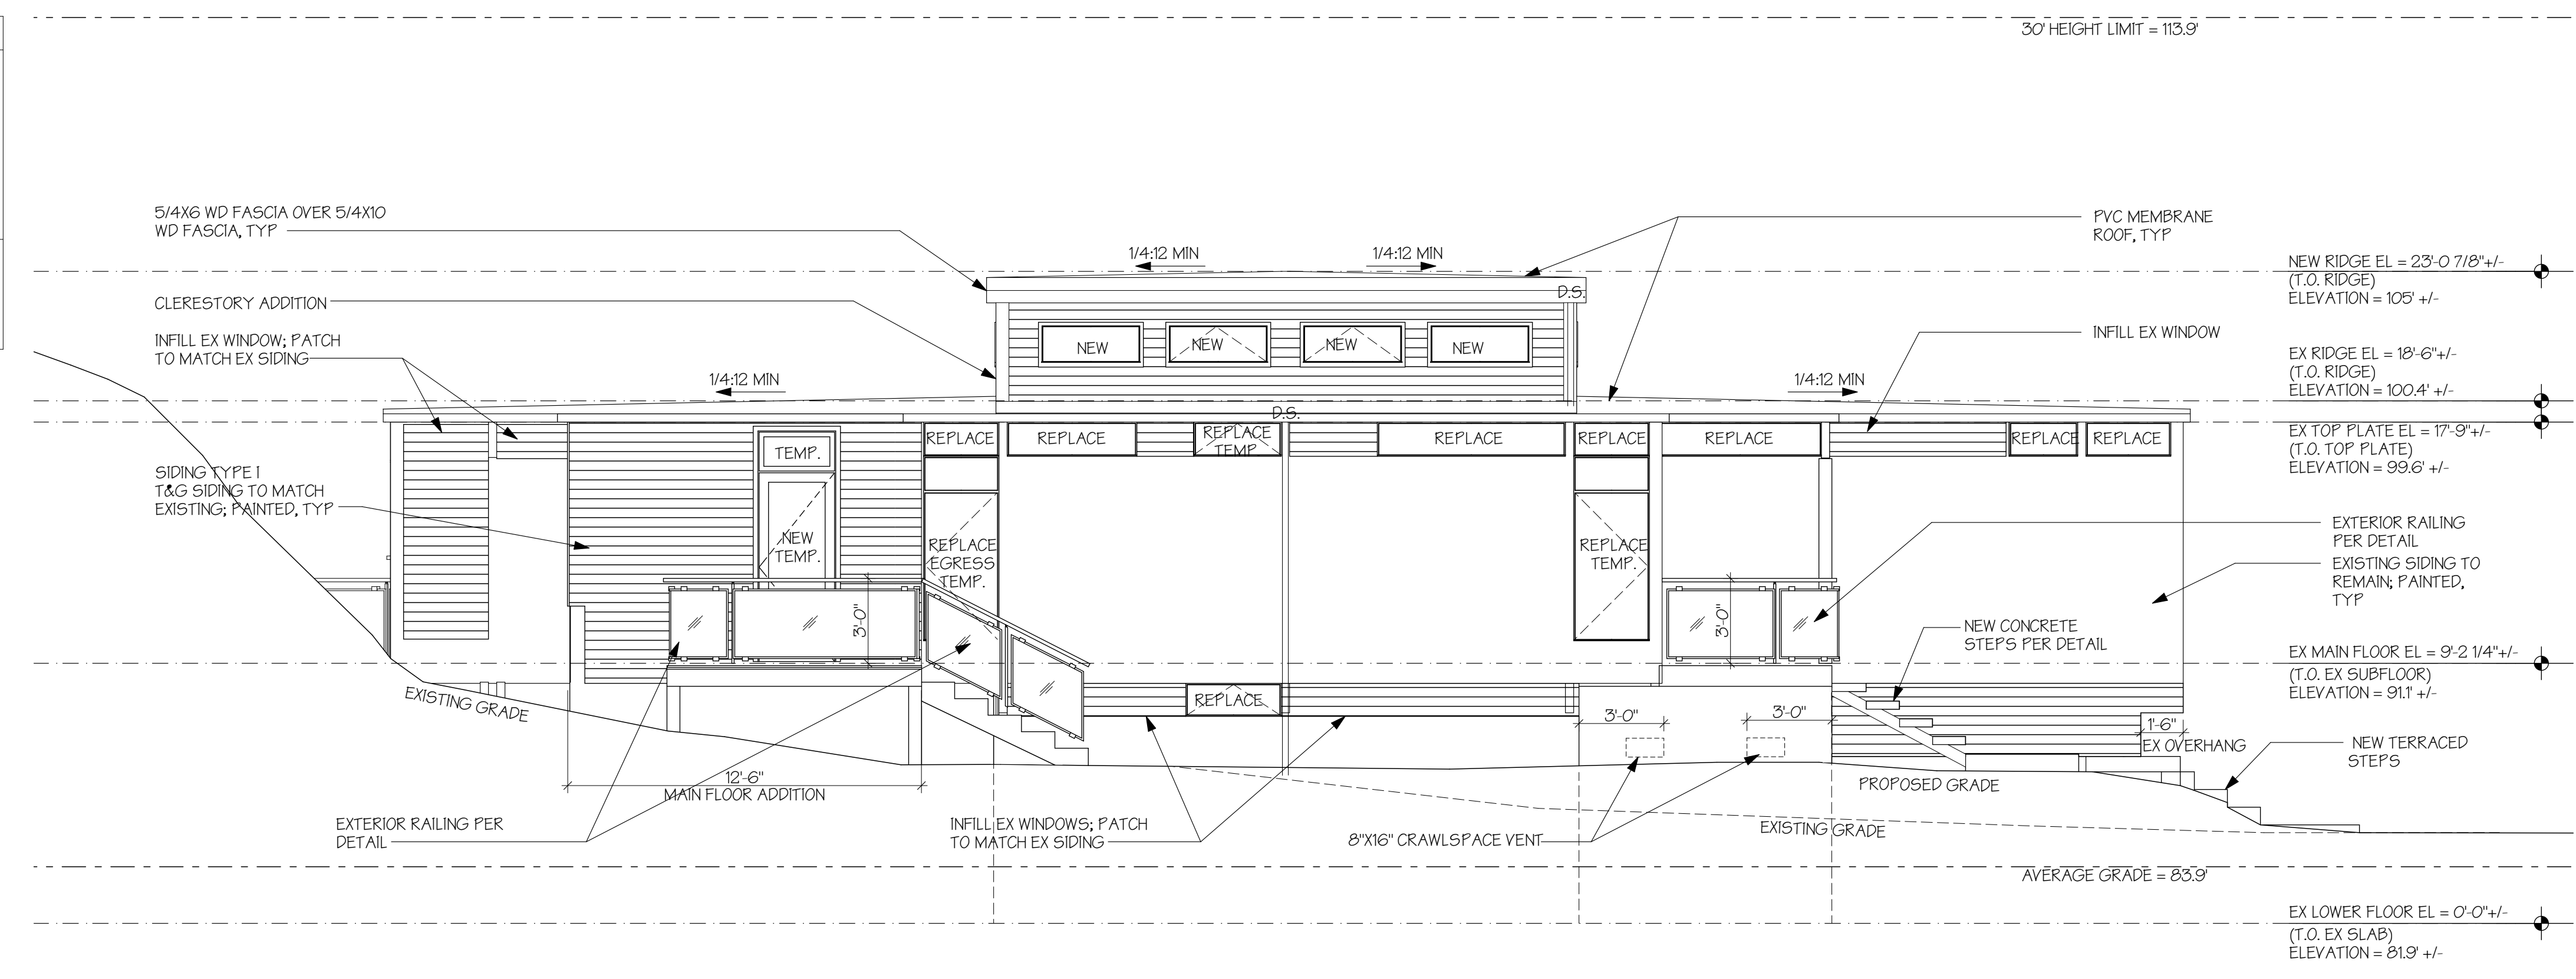 30' HEIGHT LIMIT = 113.9'
5/4X6 WD FASCIA OVER 5/4X10
WD FASCIA, TYP
PVC MEMBRANE
ROOF, TYP
1/4:12 MIN
1/4:12 MIN
NEW RIDGE EL = 23'-0 7/8"+/-
(T.O. RIDGE)
ELEVATION = 105' +/-
D.S.
CLERESTORY ADDITION
INFILL EX WINDOW; PATCH
TO MATCH EX SIDING
INFILL EX WINDOW
NEW
NEW
NEW
NEW
EX RIDGE EL = 18'-6"+/-
(T.O. RIDGE)
ELEVATION = 100.4' +/-
1/4:12 MIN
1/4:12 MIN
D.S.
EX TOP PLATE EL = 17'-9"+/-
(T.O. TOP PLATE)
ELEVATION = 99.6' +/-
TEMP.
REPLACE
REPLACE
REPLACE
TEMP
REPLACE
REPLACE
REPLACE
REPLACE
REPLACE
SIDING TYPE 1
T&G SIDING TO MATCH
EXISTING; PAINTED, TYP
NEW
TEMP.
REPLACE
EGRESS
TEMP.
REPLACE
TEMP.
EXTERIOR RAILING
PER DETAIL
EXISTING SIDING TO
REMAIN; PAINTED,
TYP
3'-0"
3'-0"
NEW CONCRETE
STEPS PER DETAIL
EX MAIN FLOOR EL = 9'-2 1/4"+/-
(T.O. EX SUBFLOOR)
ELEVATION = 91.1' +/-
EXISTING GRADE
REPLACE
3'-0"
3'-0"
1'-6"
EX OVERHANG
NEW TERRACED
STEPS
12'-6"
MAIN FLOOR ADDITION
PROPOSED GRADE
EXTERIOR RAILING PER
DETAIL
INFILL EX WINDOWS; PATCH
TO MATCH EX SIDING
8"X16" CRAWLSPACE VENT
EXISTING GRADE
AVERAGE GRADE = 83.9'
EX LOWER FLOOR EL = 0'-0"+/-
(T.O. EX SLAB)
ELEVATION = 81.9' +/-